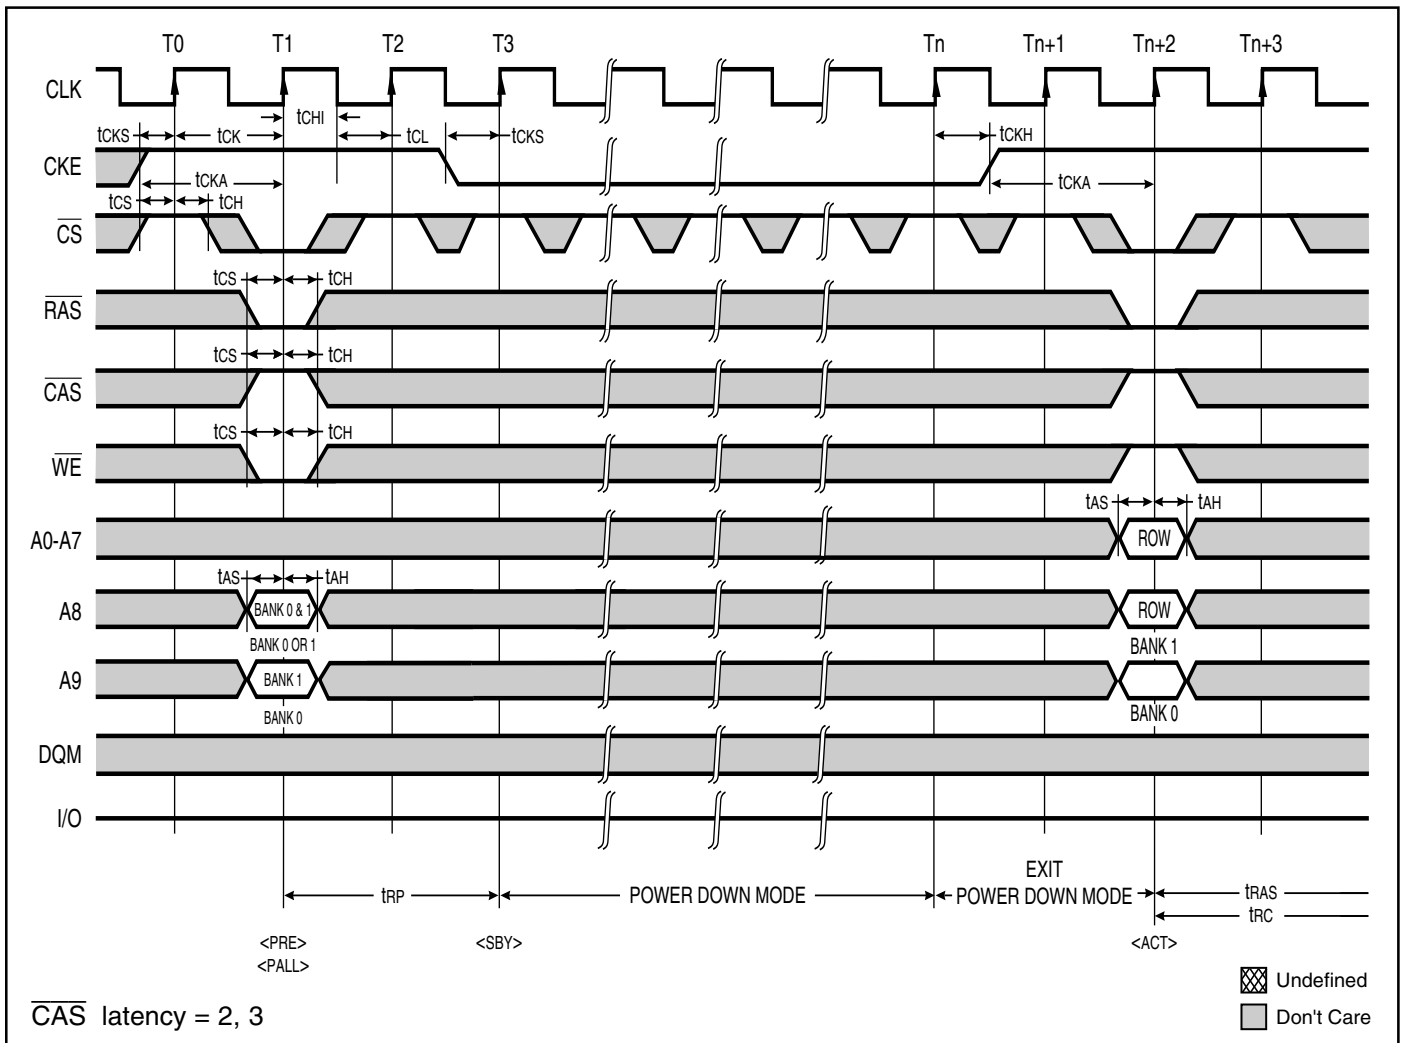 T0 T1 T2 T3 Tn Tn+1 Tn+2 Tn+3
CLK
tCHI
tCKS tCK tCL tCKS tCKH
CKE
tCKA tCKA
tCS tCH
CS
tCS tCH
RAS
tCS tCH
CAS
tCS tCH
WE
tAS tAH
A0-A7 ROW
tAS tAH
A8 BANK 0 & 1 ROW
BANK 0 OR 1 BANK 1
A9 BANK 1
BANK 0 BANK 0
DQM
I/O
EXIT
tRP POWER DOWN MODE POWER DOWN MODE tRAS
tRC
<PRE> <SBY> <ACT>
<PALL>
Undefined
CAS latency = 2, 3 Don't Care